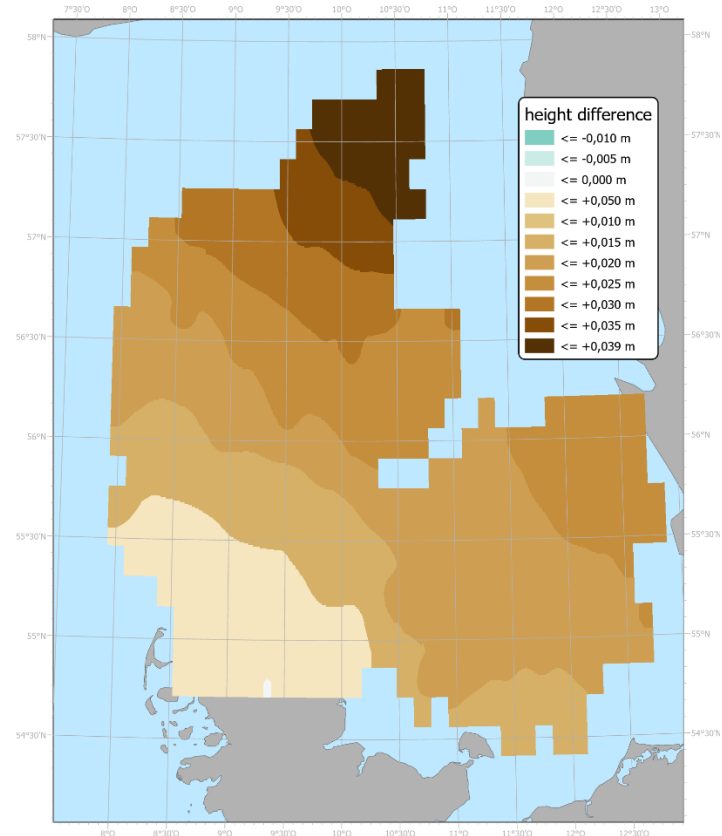 7°30'O 8°O 8°30'O 9°O 9°30'O 10°O 10°30'O 11°O 11°30'O 12°O 12°30'O 13°O
58°N 58°N
height difference
<= -0,010 m
<= -0,005 m
<= 0,000 m
<= +0,050 m
<= +0,010 m
<= +0,015 m
<= +0,020 m
<= +0,025 m
<= +0,030 m
<= +0,035 m
<= +0,039 m
57°30'N 57°30'N
57°N 57°N
56°30'N 56°30'N
56°N 56°N
55°30'N 55°30'N
55°N 55°N
54°30'N 54°30'N
8°O 8°30'O 9°O 9°30'O 10°O 10°30'O 11°O 11°30'O 12°O 12°30'O